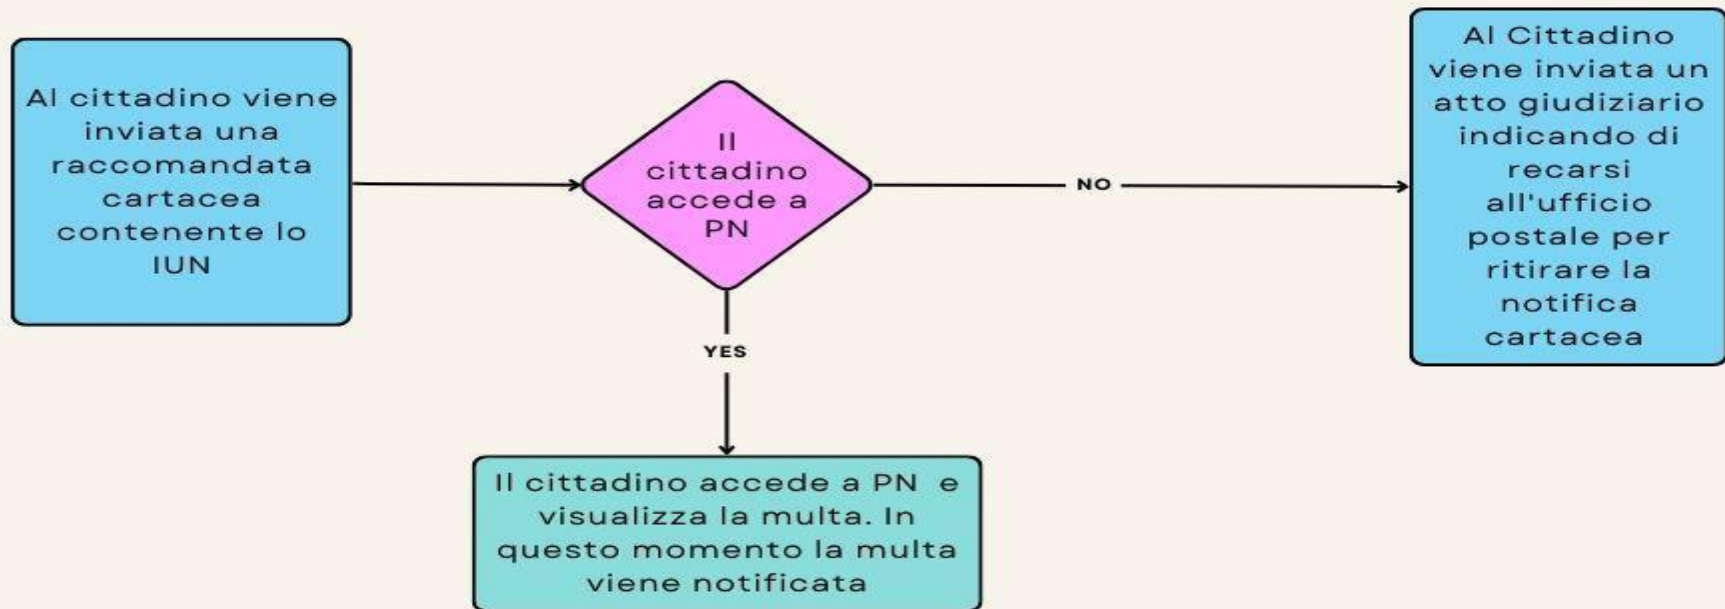 Al cittadino viene
inviata una
raccomandata
cartacea
contenente lo
IUN
Il
cittadino
accede a
PN
NO
Al Cittadino
viene inviata un
atto giudiziario
indicando di
recarsi
all'ufficio
postale per
ritirare la
notifica
cartacea
YES
Il cittadino accede a PN e
visualizza la multa. In
questo momento la multa
viene notificata